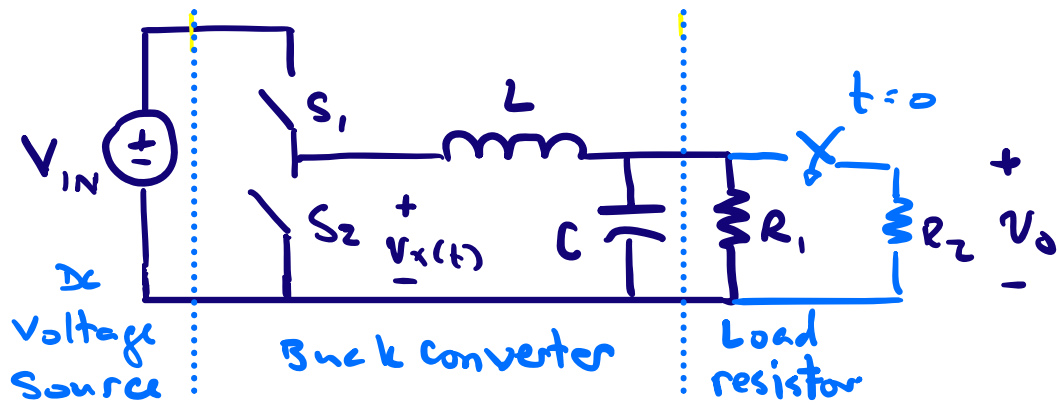 t=0
L
S1
+
-
VIN
+
S2
+
Vx(t)
-
C
R1
R2
Vo
-
DC
Voltage
Source
Buck Converter
Load
resistor